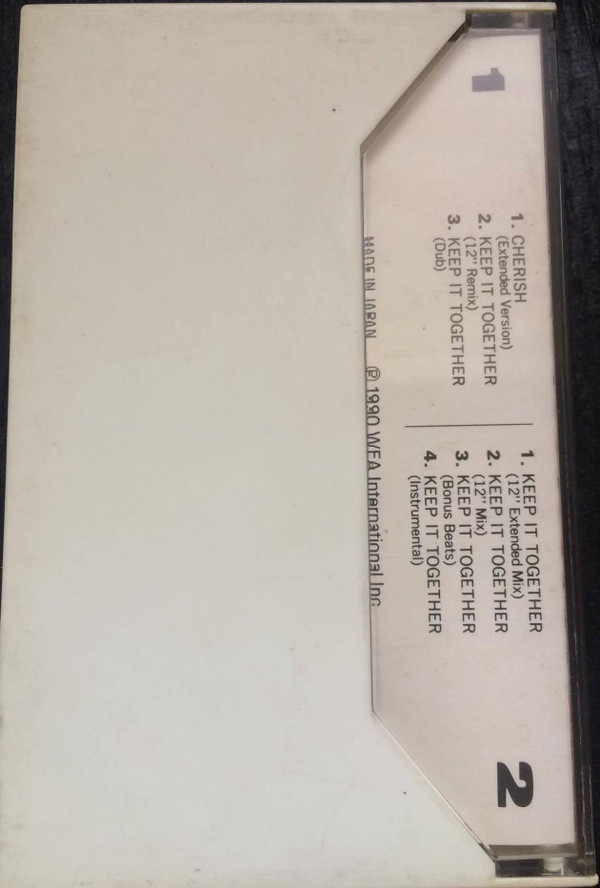 1
1. CHERISH
(Extended Version)
2. KEEP IT TOGETHER
(12" Remix)
3. KEEP IT TOGETHER
(Dub)
1. KEEP IT TOGETHER
(12" Extended Mix)
2. KEEP IT TOGETHER
(12" Mix)
3. KEEP IT TOGETHER
(Bonus Beats)
4. KEEP IT TOGETHER
(Instrumental)
2
MADE IN JAPAN ℗ 1990 WEA International Inc.